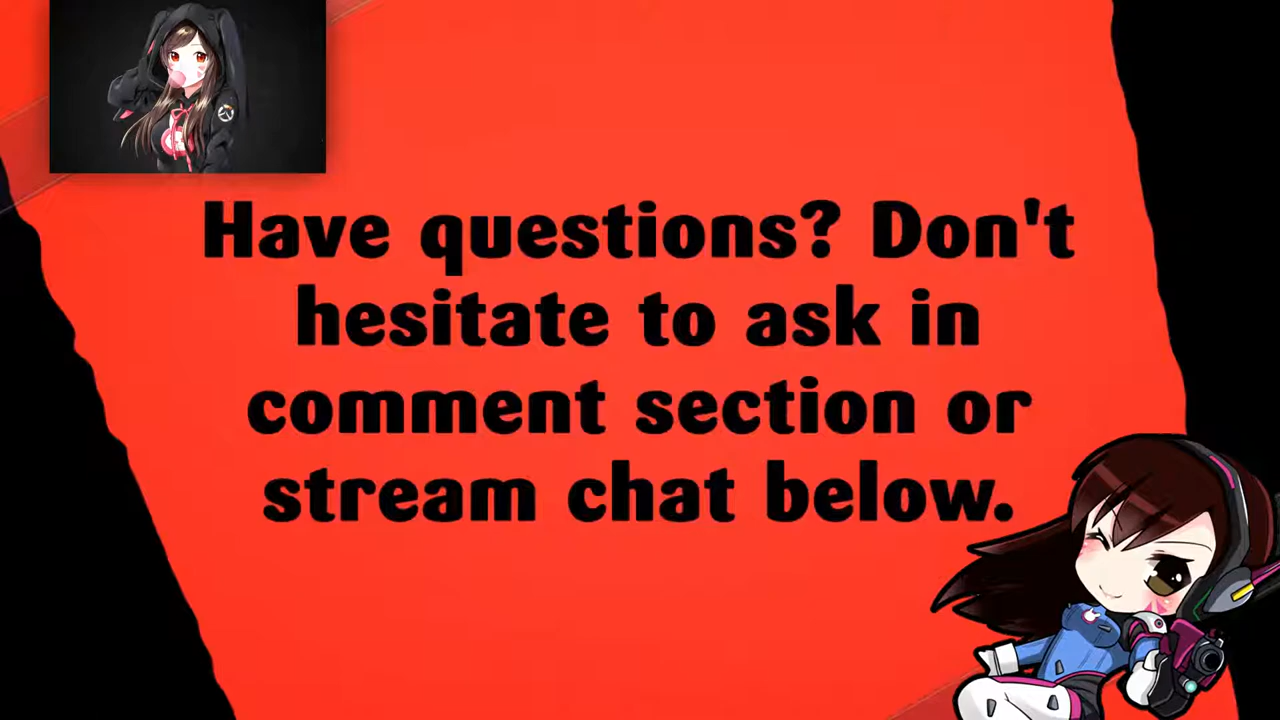 Have questions? Don't
hesitate to ask in
comment section or
stream chat below.